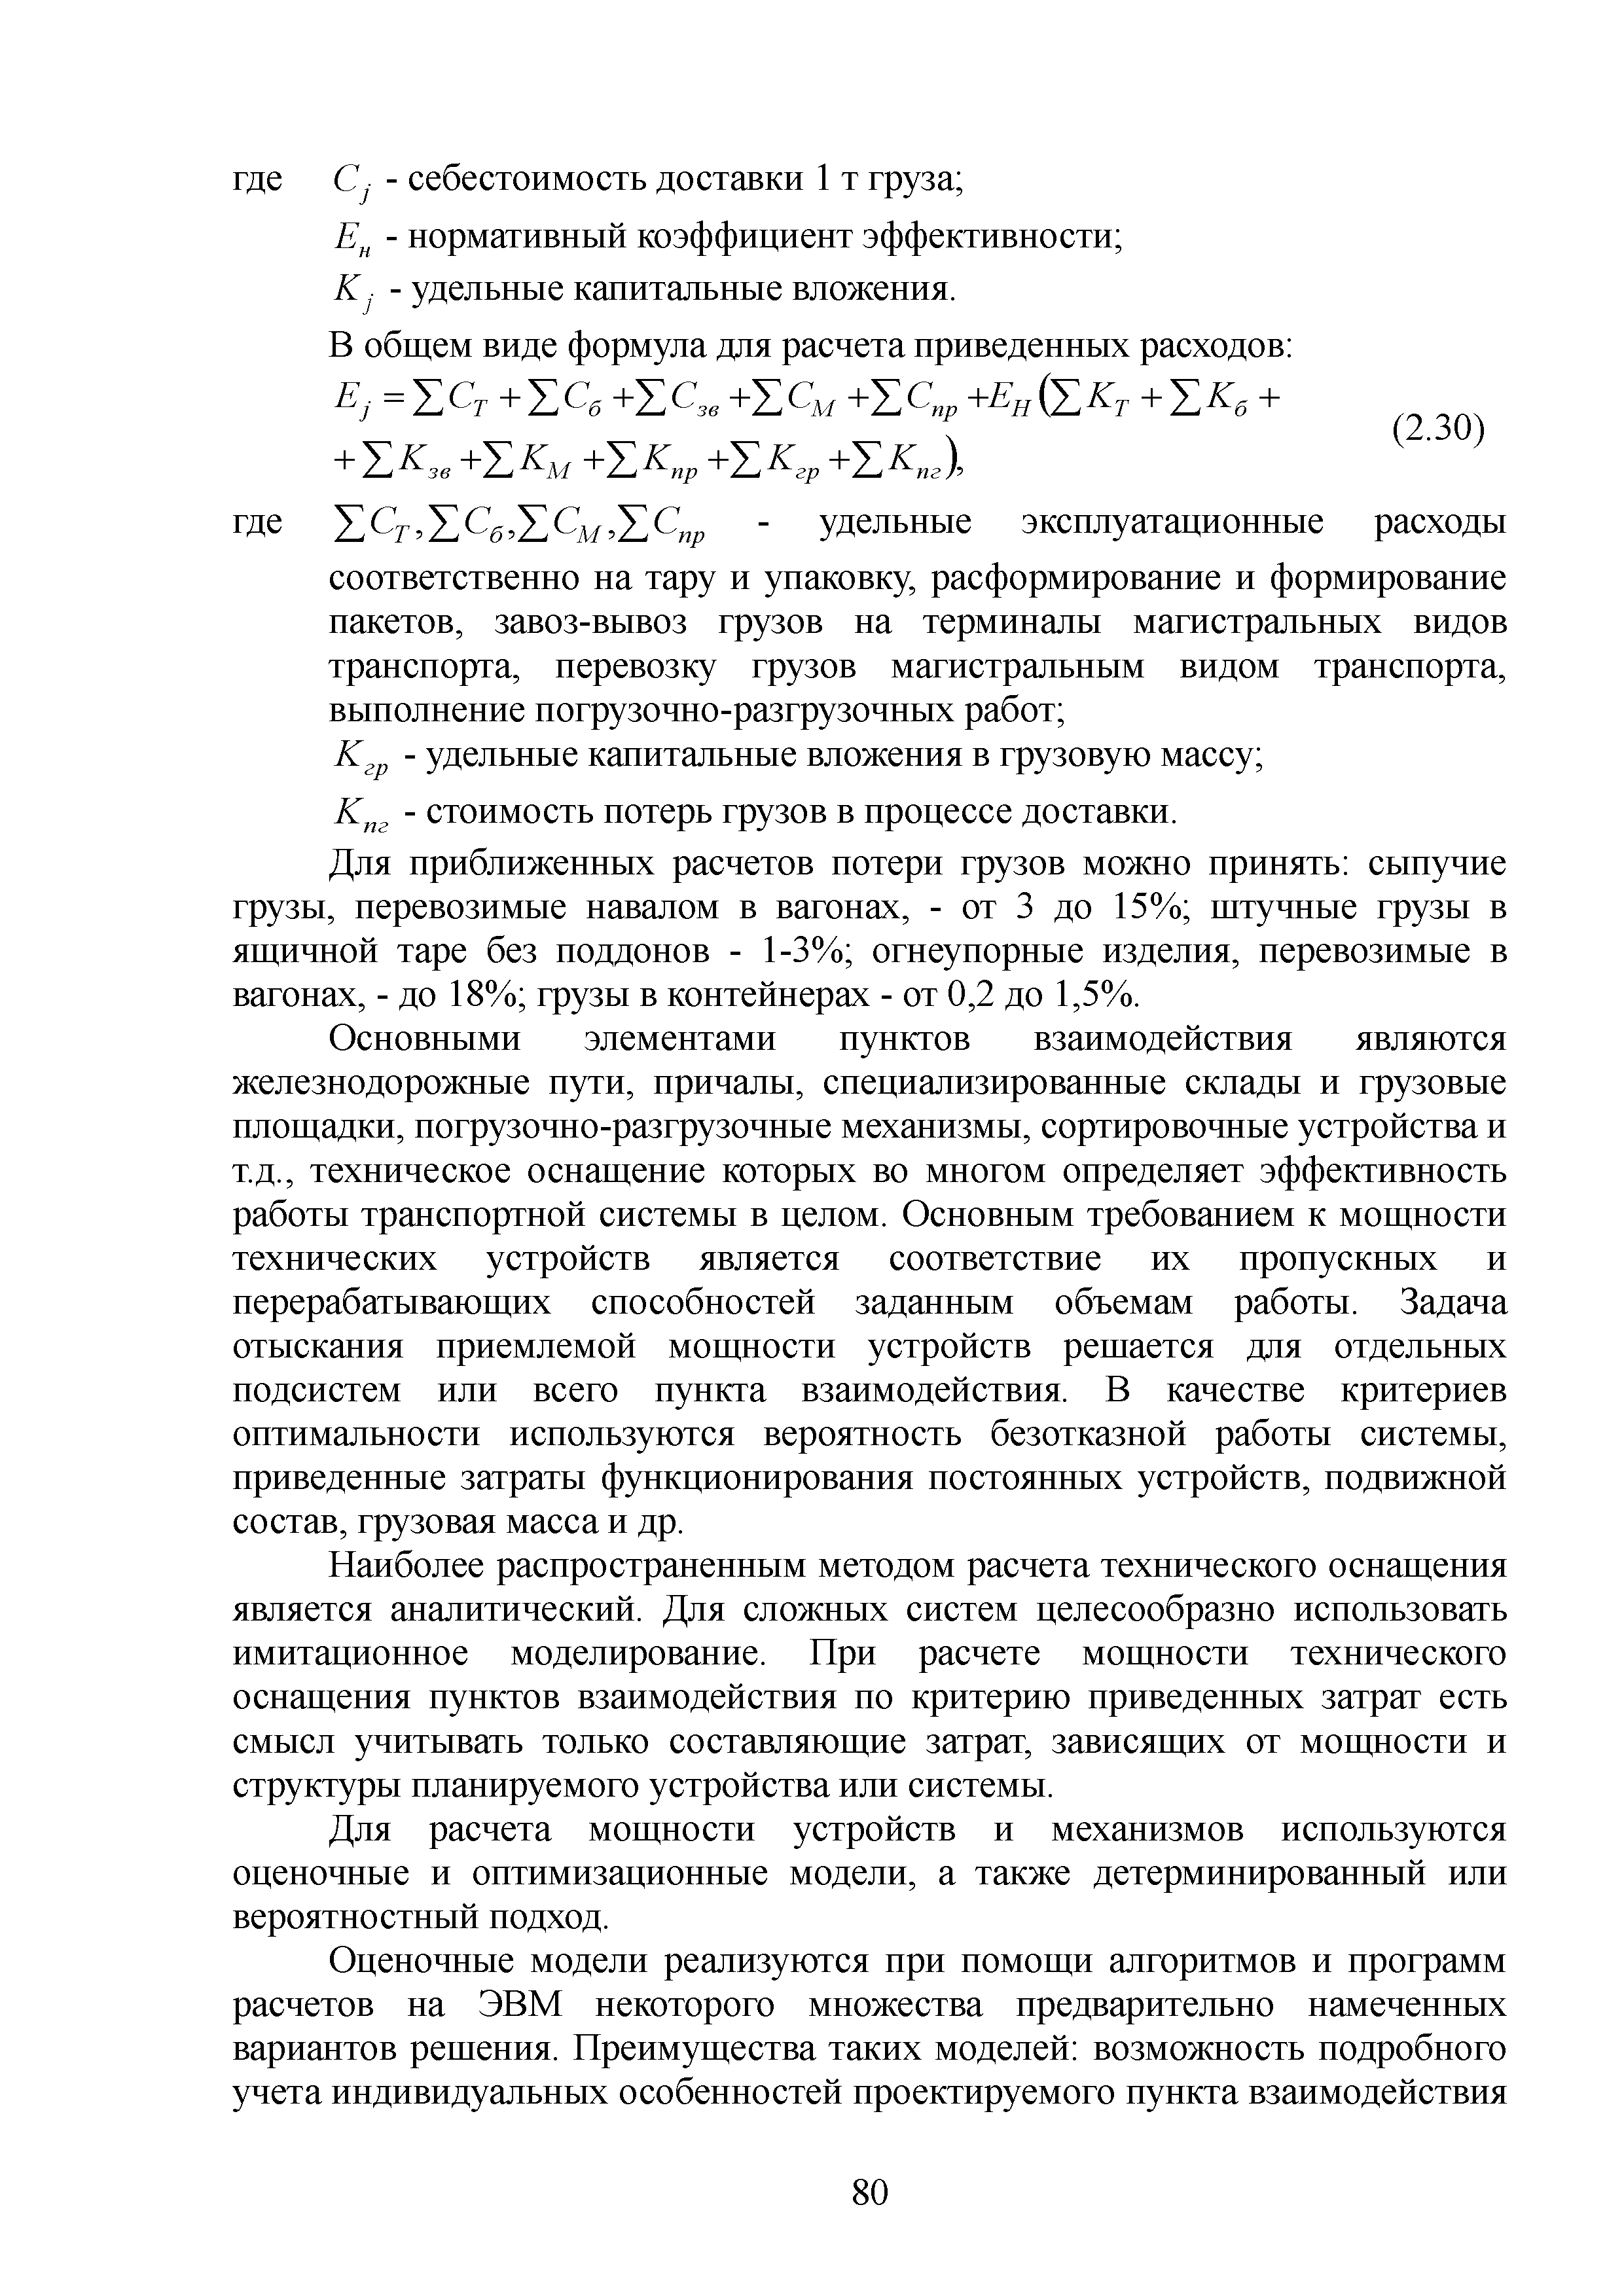 где C_j - себестоимость доставки 1 т груза;
E_н - нормативный коэффициент эффективности;
K_j - удельные капитальные вложения.
В общем виде формула для расчета приведенных расходов:
E_j = ∑C_Т + ∑C_б + ∑C_зв + ∑C_М + ∑C_пр + E_Н (∑K_Т + ∑K_б +
(2.30)
+ ∑K_зв + ∑K_М + ∑K_пр + ∑K_гр + ∑K_пг),
где ∑C_Т, ∑C_б, ∑C_М, ∑C_пр - удельные эксплуатационные расходы
соответственно на тару и упаковку, расформирование и формирование
пакетов, завоз-вывоз грузов на терминалы магистральных видов
транспорта, перевозку грузов магистральным видом транспорта,
выполнение погрузочно-разгрузочных работ;
K_гр - удельные капитальные вложения в грузовую массу;
K_пг - стоимость потерь грузов в процессе доставки.
Для приближенных расчетов потери грузов можно принять: сыпучие
грузы, перевозимые навалом в вагонах, - от 3 до 15%; штучные грузы в
ящичной таре без поддонов - 1-3%; огнеупорные изделия, перевозимые в
вагонах, - до 18%; грузы в контейнерах - от 0,2 до 1,5%.
Основными элементами пунктов взаимодействия являются
железнодорожные пути, причалы, специализированные склады и грузовые
площадки, погрузочно-разгрузочные механизмы, сортировочные устройства и
т.д., техническое оснащение которых во многом определяет эффективность
работы транспортной системы в целом. Основным требованием к мощности
технических устройств является соответствие их пропускных и
перерабатывающих способностей заданным объемам работы. Задача
отыскания приемлемой мощности устройств решается для отдельных
подсистем или всего пункта взаимодействия. В качестве критериев
оптимальности используются вероятность безотказной работы системы,
приведенные затраты функционирования постоянных устройств, подвижной
состав, грузовая масса и др.
Наиболее распространенным методом расчета технического оснащения
является аналитический. Для сложных систем целесообразно использовать
имитационное моделирование. При расчете мощности технического
оснащения пунктов взаимодействия по критерию приведенных затрат есть
смысл учитывать только составляющие затрат, зависящих от мощности и
структуры планируемого устройства или системы.
Для расчета мощности устройств и механизмов используются
оценочные и оптимизационные модели, а также детерминированный или
вероятностный подход.
Оценочные модели реализуются при помощи алгоритмов и программ
расчетов на ЭВМ некоторого множества предварительно намеченных
вариантов решения. Преимущества таких моделей: возможность подробного
учета индивидуальных особенностей проектируемого пункта взаимодействия
80